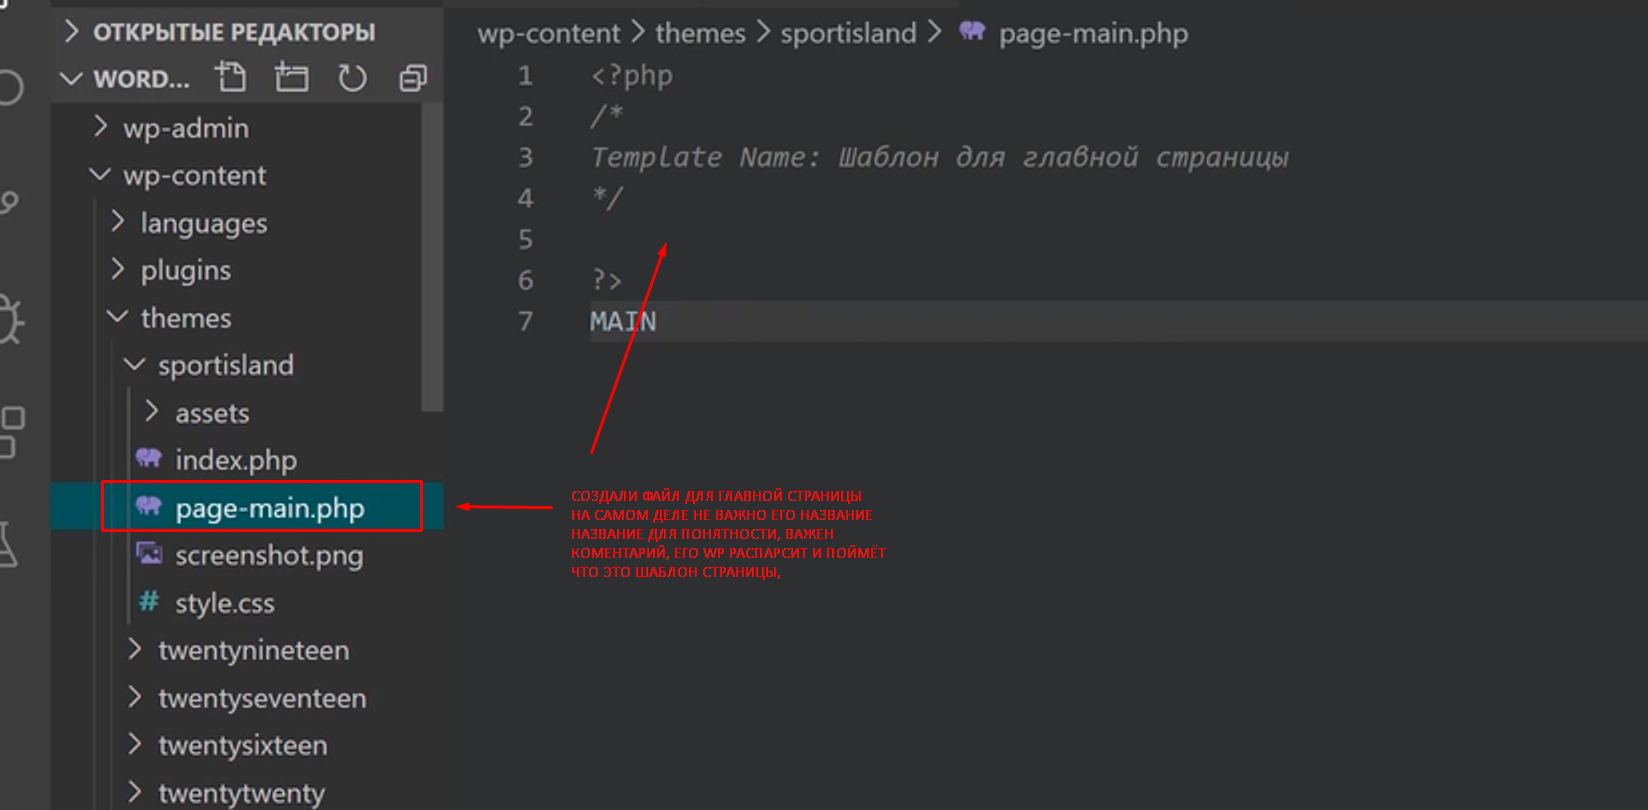 ОТКРЫТЫЕ РЕДАКТОРЫ
WORD...
wp-admin
wp-content
languages
plugins
themes
sportisland
assets
index.php
page-main.php
screenshot.png
style.css
twentynineteen
twentyseventeen
twentysixteen
twentytwenty
wp-content > themes > sportisland > page-main.php
1 <?php
2 /*
3 Template Name: Шаблон для главной страницы
4 */
5
6 ?>
7 MAIN
СОЗДАЛИ ФАЙЛ ДЛЯ ГЛАВНОЙ СТРАНИЦЫ
НА САМОМ ДЕЛЕ НЕ ВАЖНО ЕГО НАЗВАНИЕ
НАЗВАНИЕ ДЛЯ ПОНЯТНОСТИ, ВАЖЕН
КОМЕНТАРИЙ, ЕГО WP РАСПАРСИТ И ПОЙМЁТ
ЧТО ЭТО ШАБЛОН СТРАНИЦЫ,